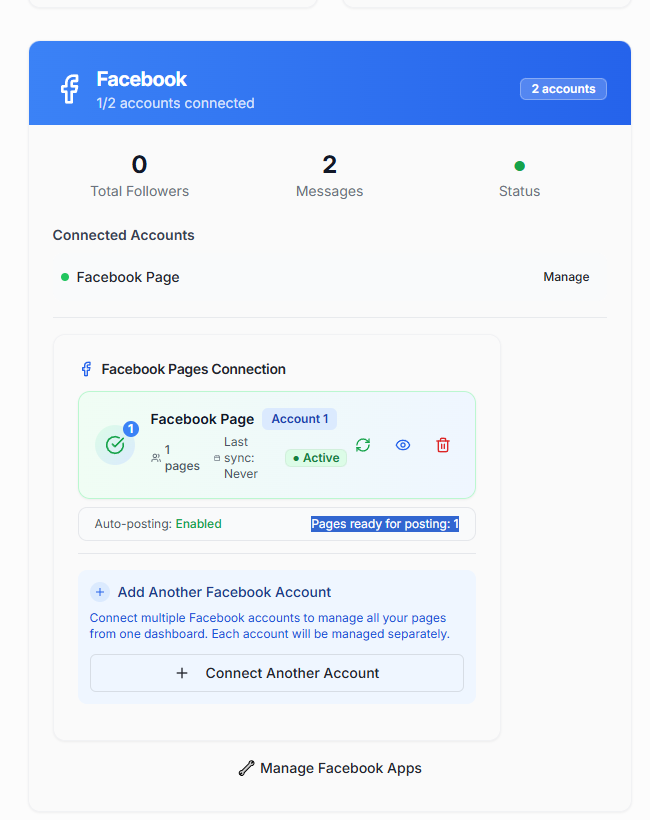 Facebook
1/2 accounts connected
2 accounts
0
Total Followers
2
Messages
Status
Connected Accounts
Facebook Page
Manage
Facebook Pages Connection
1
Facebook Page
Account 1
1
pages
Last
sync:
Never
Active
Auto-posting: Enabled
Pages ready for posting: 1
Add Another Facebook Account
Connect multiple Facebook accounts to manage all your pages
from one dashboard. Each account will be managed separately.
Connect Another Account
Manage Facebook Apps